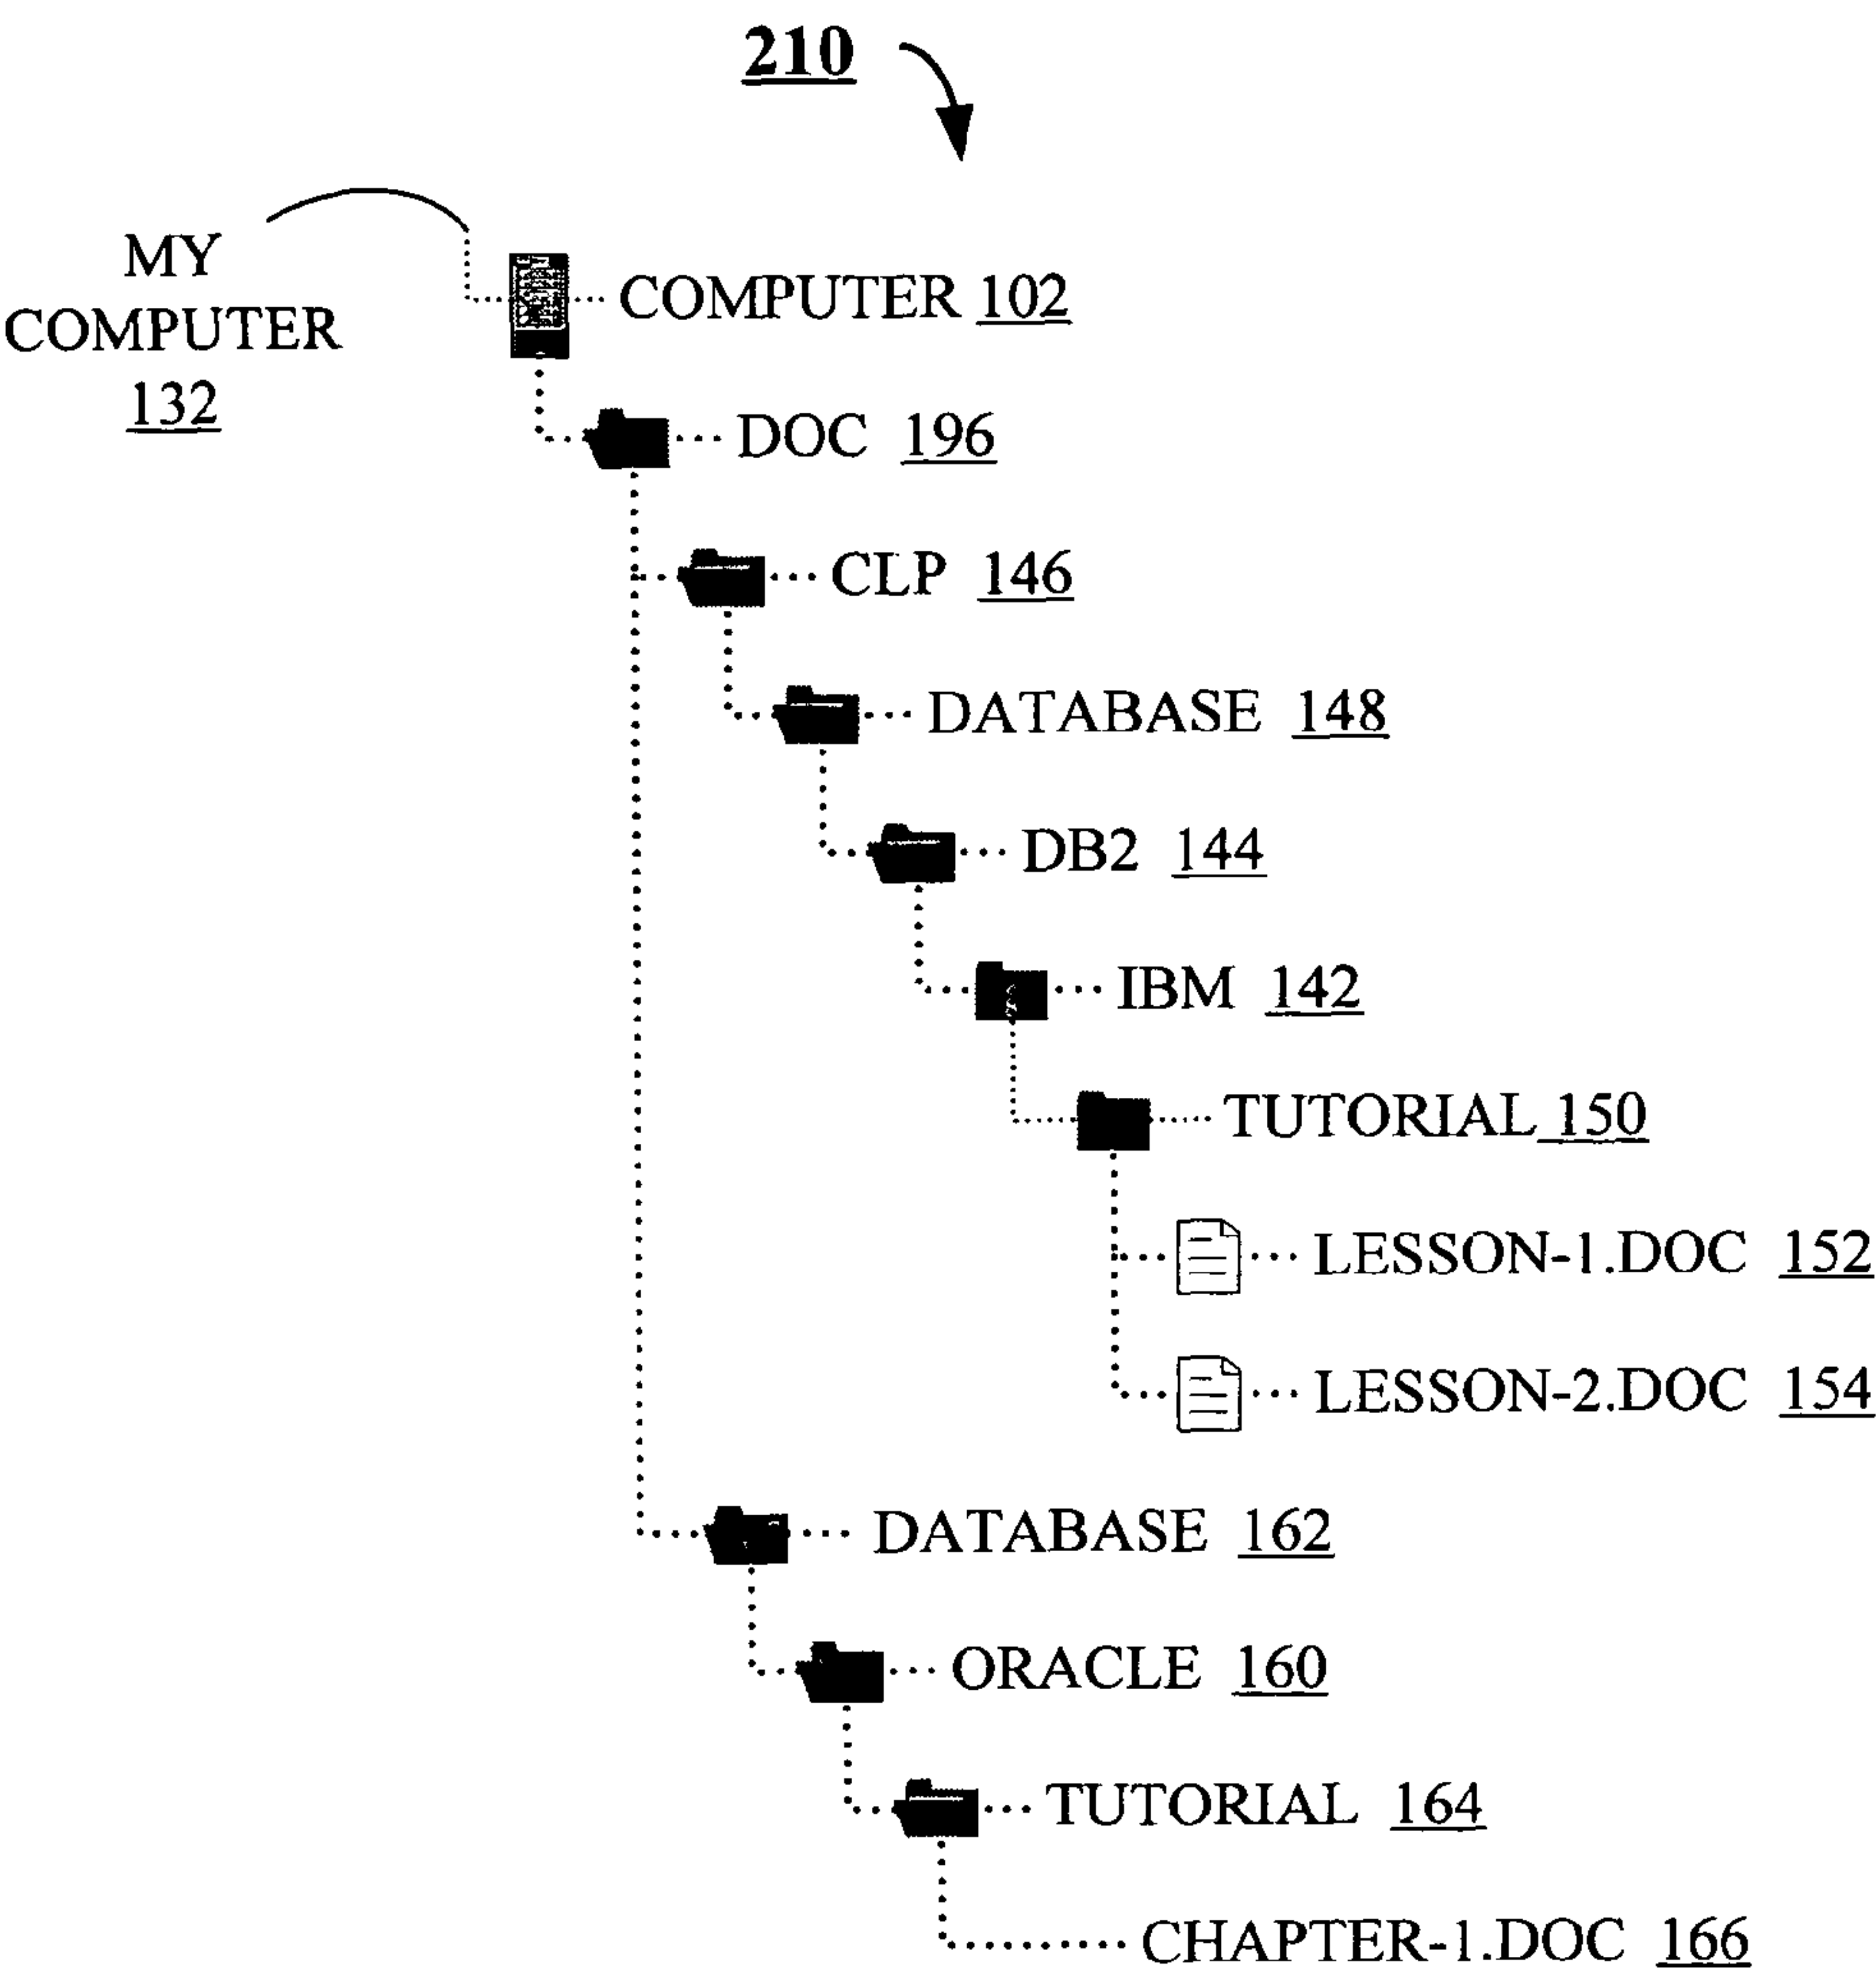 210
MY
COMPUTER
132
COMPUTER 102
DOC 196
CLP 146
DATABASE 148
DB2 144
IBM 142
TUTORIAL 150
LESSON-1.DOC 152
LESSON-2.DOC 154
DATABASE 162
ORACLE 160
TUTORIAL 164
CHAPTER-1.DOC 166